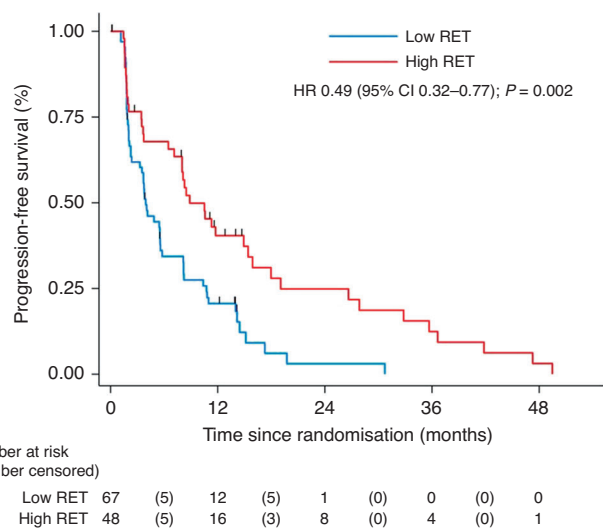 Low RET
High RET
HR 0.49 (95% CI 0.32–0.77); P = 0.002
Progression-free survival (%)
1.00
0.75
0.50
0.25
0.00
0 12 24 36 48
Time since randomisation (months)
at risk
censored)
Low RET 67 (5) 12 (5) 1 (0) 0 (0) 0
High RET 48 (5) 16 (3) 8 (0) 4 (0) 1